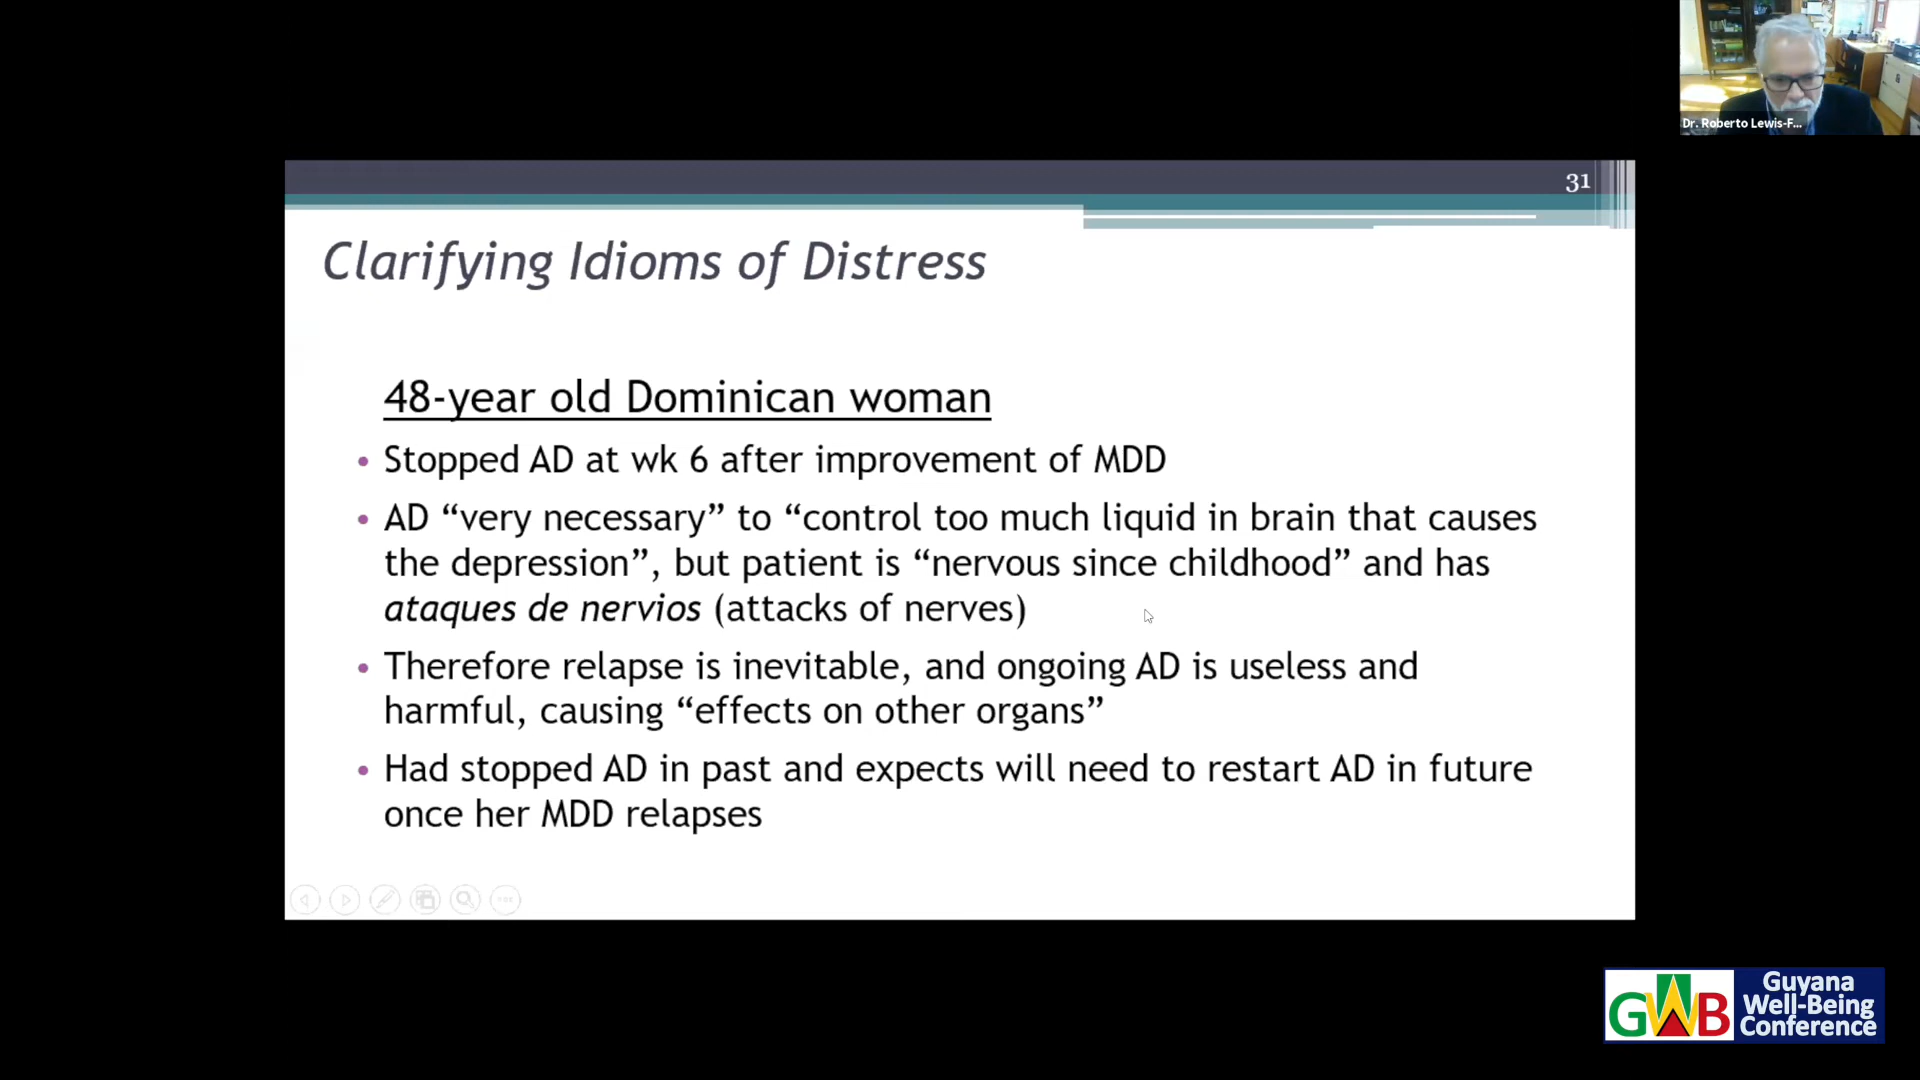 Dr. Roberto Lewis-F...
31
Clarifying Idioms of Distress
48-year old Dominican woman
• Stopped AD at wk 6 after improvement of MDD
• AD “very necessary” to “control too much liquid in brain that causes
the depression”, but patient is “nervous since childhood” and has
ataques de nervios (attacks of nerves)
• Therefore relapse is inevitable, and ongoing AD is useless and
harmful, causing “effects on other organs”
• Had stopped AD in past and expects will need to restart AD in future
once her MDD relapses
GWB
Guyana
Well-Being
Conference